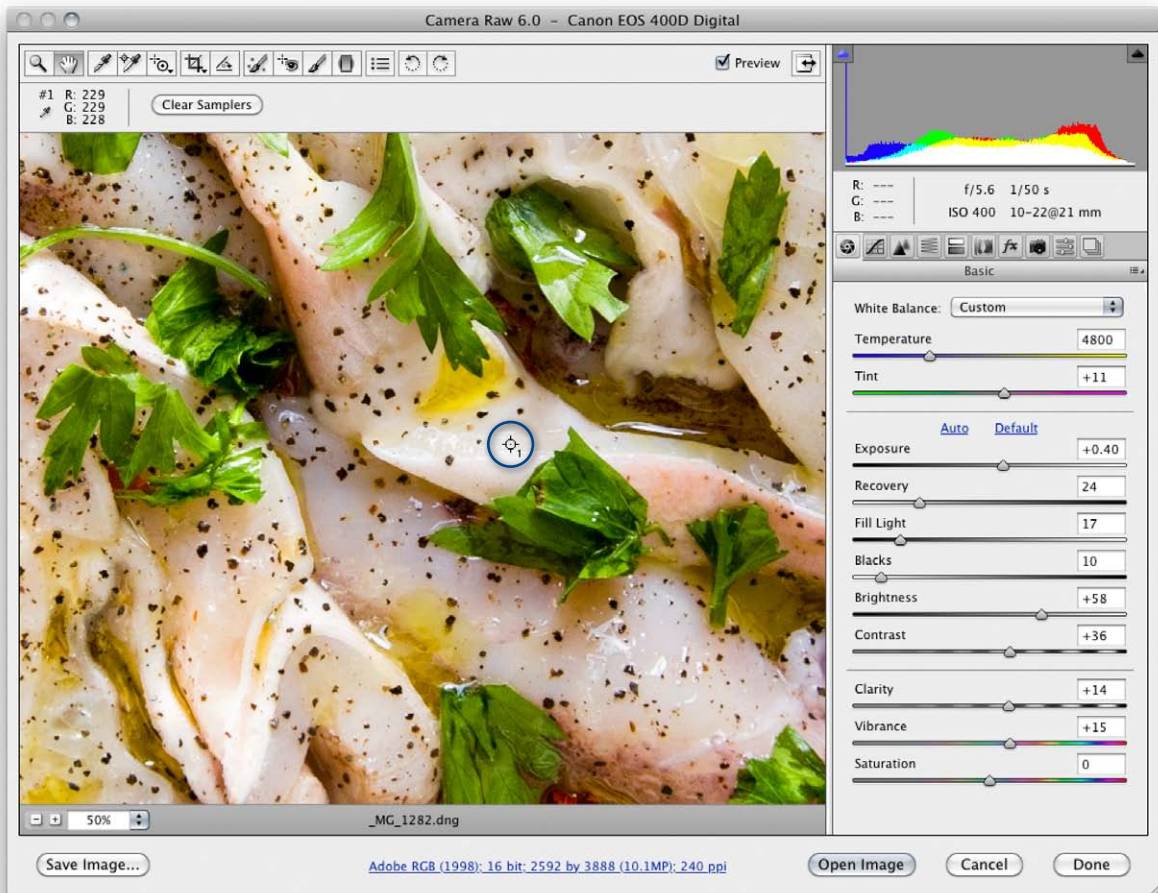 Camera Raw 6.0 – Canon EOS 400D Digital
Preview
#1 R: 229
G: 229
B: 228
Clear Samplers
R: ---
G: ---
B: ---
f/5.6 1/50 s
ISO 400 10-22@21 mm
fx
Basic
White Balance: Custom
Temperature 4800
Tint +11
Auto Default
Exposure +0.40
Recovery 24
Fill Light 17
Blacks 10
Brightness +58
Contrast +36
Clarity +14
Vibrance +15
Saturation 0
1
50%
_MG_1282.dng
Save Image...
Adobe RGB (1998); 16 bit; 2592 by 3888 (10.1MP); 240 ppi
Open Image
Cancel
Done